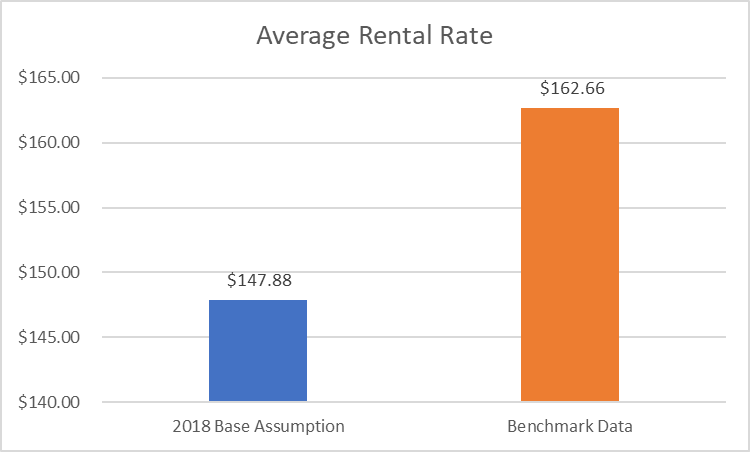 Average Rental Rate
$165.00
$162.66
$160.00
$155.00
$150.00
$147.88
$145.00
$140.00
2018 Base Assumption
Benchmark Data